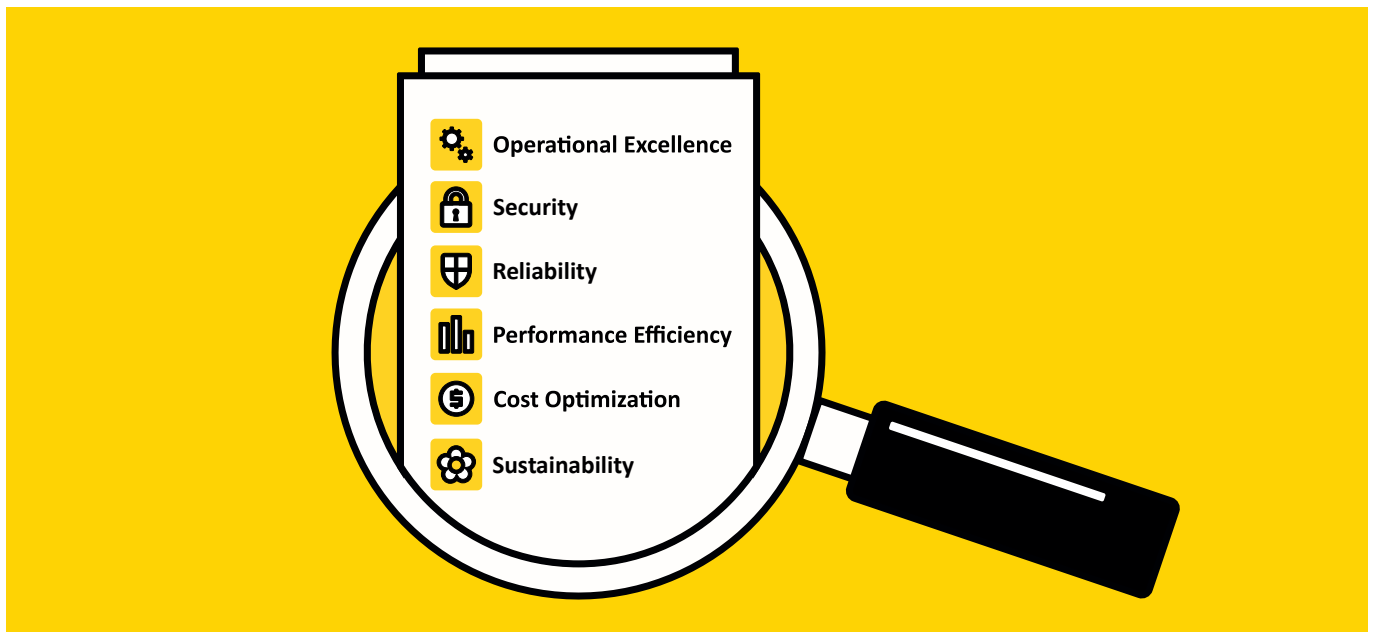 Operational Excellence
Security
Reliability
Performance Efficiency
Cost Optimization
Sustainability